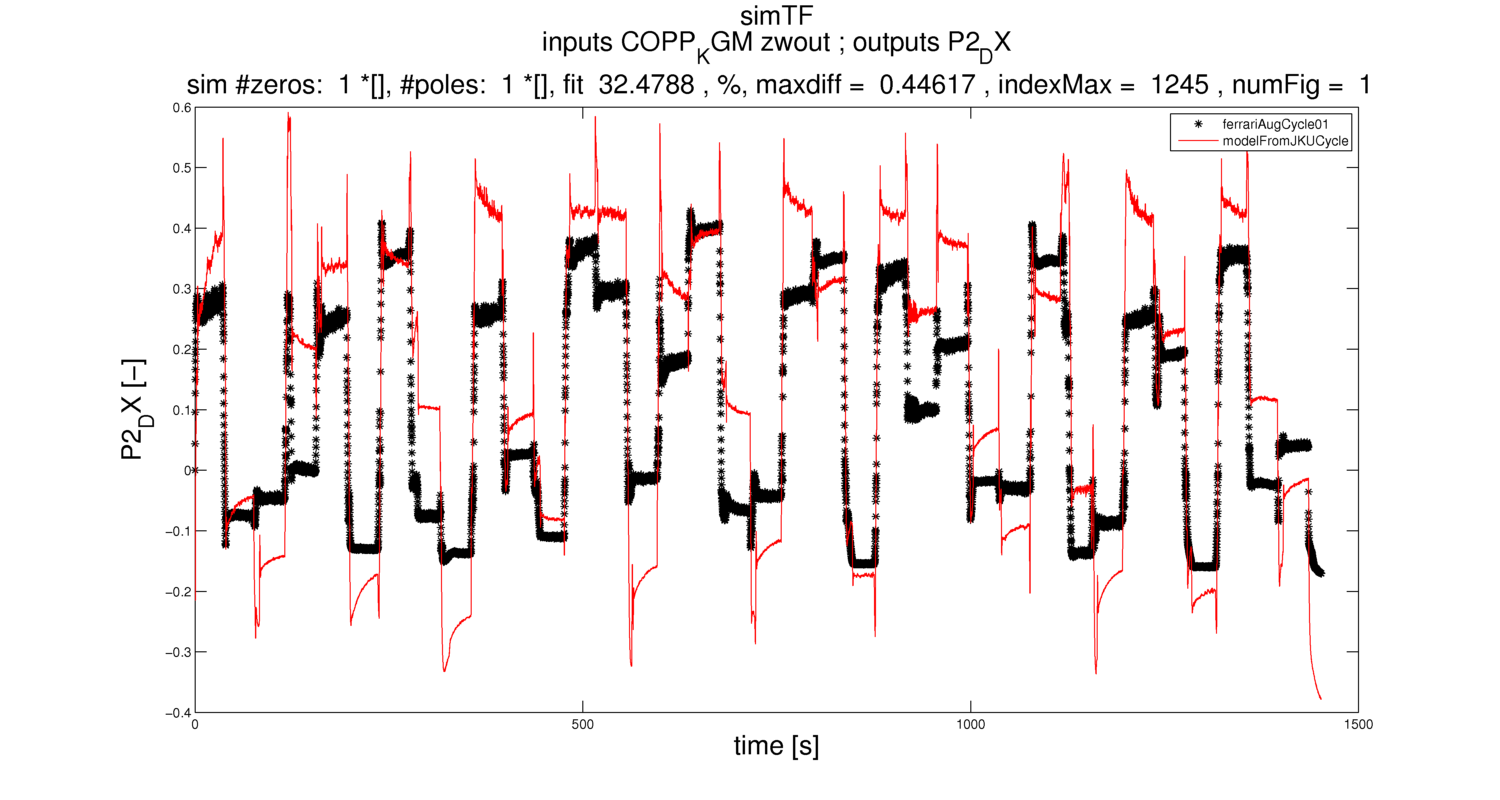 simTF
inputs COPP_KGM zwout ; outputs P2_DX
sim #zeros: 1 *[], #poles: 1 *[], fit 32.4788 , %, maxdiff = 0.44617 , indexMax = 1245 , numFig = 1
ferrariAugCycle01
modelFromJKUCycle
P2_DX [−]
0.6
0.5
0.4
0.3
0.2
0.1
0
−0.1
−0.2
−0.3
−0.4
0
500
1000
1500
time [s]